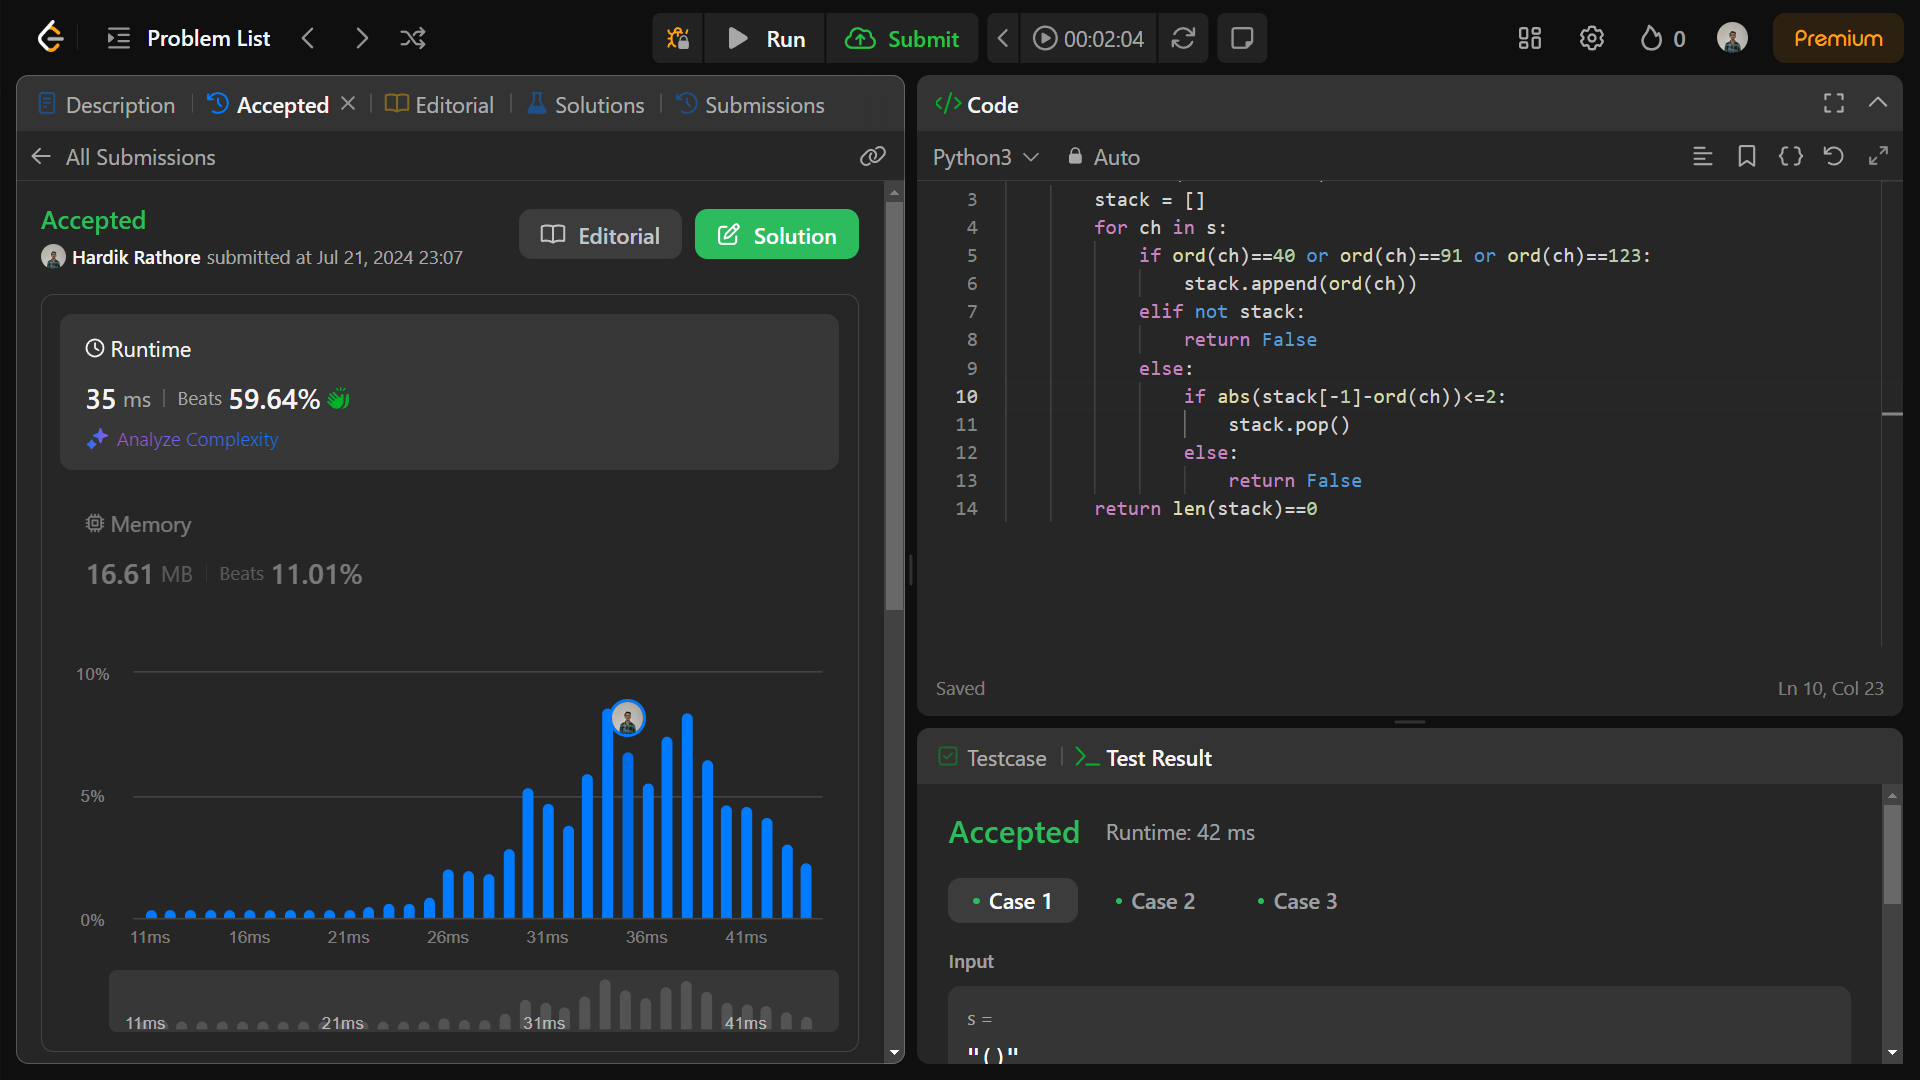 Problem List
Run
Submit
00:02:04
0
Premium
Description
Accepted
Editorial
Solutions
Submissions
All Submissions
Accepted
Hardik Rathore submitted at Jul 21, 2024 23:07
Editorial
Solution
Runtime
35 ms
Beats 59.64%
Analyze Complexity
Memory
16.61 MB
Beats 11.01%
10%
5%
0%
11ms 16ms 21ms 26ms 31ms 36ms 41ms
11ms 21ms 31ms 41ms
</> Code
Python3
Auto
3 stack = []
4 for ch in s:
5 if ord(ch)==40 or ord(ch)==91 or ord(ch)==123:
6 stack.append(ord(ch))
7 elif not stack:
8 return False
9 else:
10 if abs(stack[-1]-ord(ch))<=2:
11 stack.pop()
12 else:
13 return False
14 return len(stack)==0
Saved
Ln 10, Col 23
Testcase
Test Result
Accepted
Runtime: 42 ms
Case 1
Case 2
Case 3
Input
s =
"()"